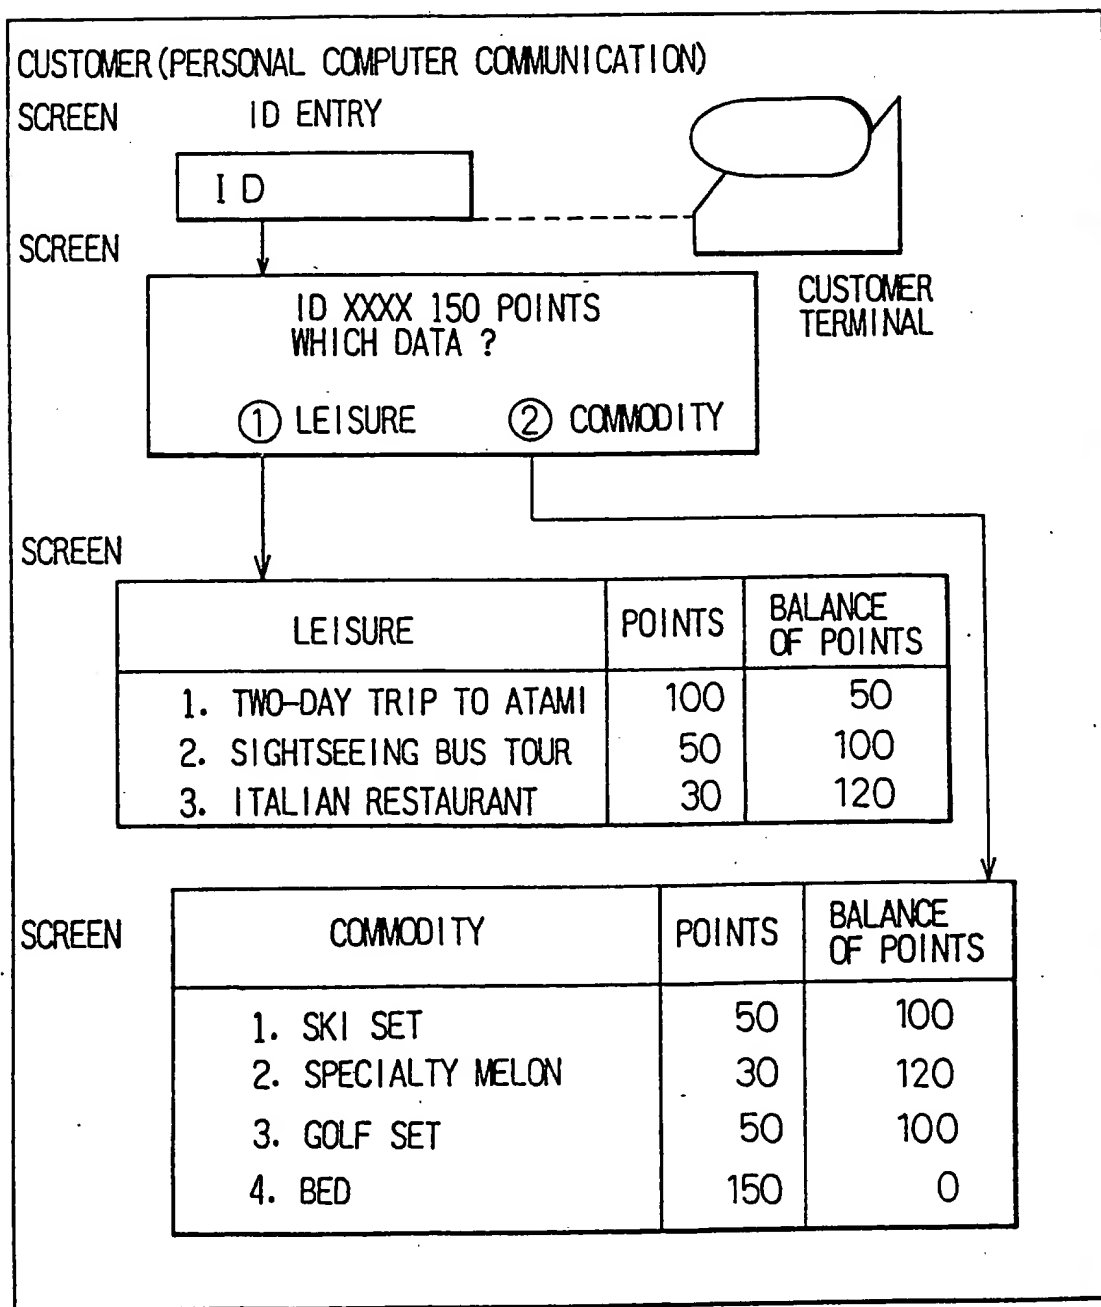 CUSTOMER (PERSONAL COMPUTER COMMUNICATION)
SCREEN ID ENTRY
ID
SCREEN
CUSTOMER
TERMINAL
ID XXXX 150 POINTS
WHICH DATA ?
① LEISURE ② COMMODITY
SCREEN
LEISURE POINTS BALANCE OF POINTS
1. TWO-DAY TRIP TO ATAMI 100 50
2. SIGHTSEEING BUS TOUR 50 100
3. ITALIAN RESTAURANT 30 120
SCREEN
COMMODITY POINTS BALANCE OF POINTS
1. SKI SET 50 100
2. SPECIALTY MELON 30 120
3. GOLF SET 50 100
4. BED 150 0